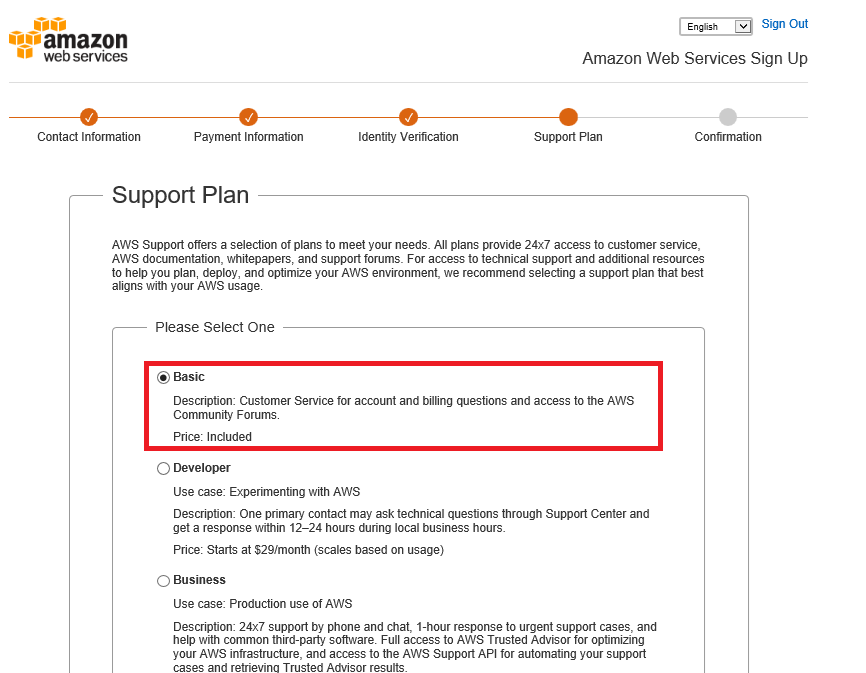 amazon
web services
English
Sign Out
Amazon Web Services Sign Up
Contact Information
Payment Information
Identity Verification
Support Plan
Confirmation
Support Plan
AWS Support offers a selection of plans to meet your needs. All plans provide 24x7 access to customer service,
AWS documentation, whitepapers, and support forums. For access to technical support and additional resources
to help you plan, deploy, and optimize your AWS environment, we recommend selecting a support plan that best
aligns with your AWS usage.
Please Select One
Basic
Description: Customer Service for account and billing questions and access to the AWS
Community Forums.
Price: Included
Developer
Use case: Experimenting with AWS
Description: One primary contact may ask technical questions through Support Center and
get a response within 12–24 hours during local business hours.
Price: Starts at $29/month (scales based on usage)
Business
Use case: Production use of AWS
Description: 24x7 support by phone and chat, 1-hour response to urgent support cases, and
help with common third-party software. Full access to AWS Trusted Advisor for optimizing
your AWS infrastructure, and access to the AWS Support API for automating your support
cases and retrieving Trusted Advisor results.